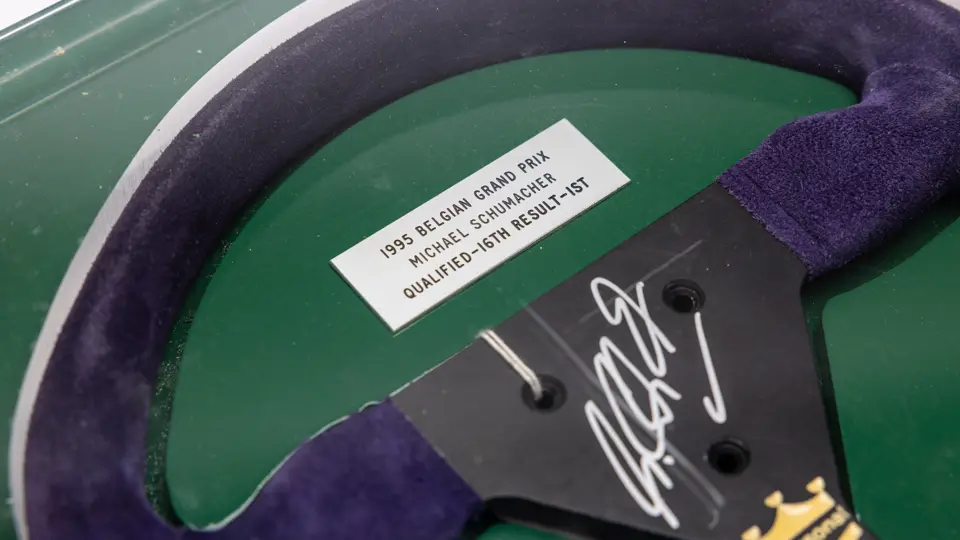 1995 BELGIAN GRAND PRIX
MICHAEL SCHUMACHER
QUALIFIED-16TH RESULT-1ST